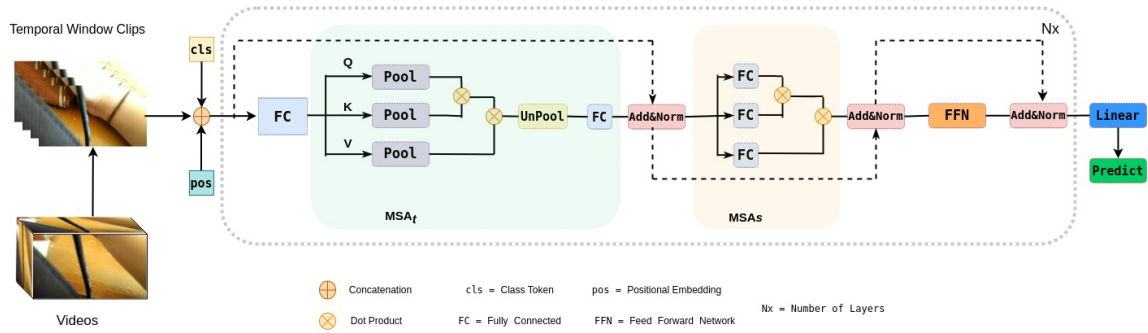 Temporal Window Clips
cls
pos
Videos
FC
Q
K
V
Pool
Pool
Pool
UnPool
FC
MSAt
Add&Norm
FC
FC
FC
MSAs
Add&Norm
FFN
Add&Norm
Nx
Linear
Predict
Concatenation
cls = Class Token
pos = Positional Embedding
Nx = Number of Layers
Dot Product
FC = Fully Connected
FFN = Feed Forward Network